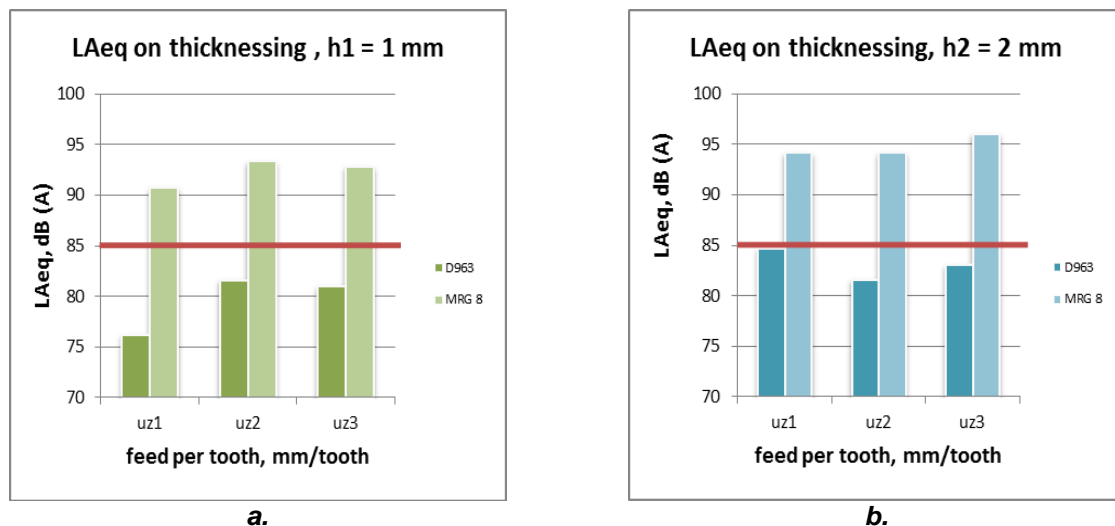 LAeq on thicknessing , h1 = 1 mm
LAeq, dB (A)
100
95
90
85
80
75
70
uz1 uz2 uz3
feed per tooth, mm/tooth
D963
MRG 8
a.
LAeq on thicknessing, h2 = 2 mm
LAeq, dB (A)
100
95
90
85
80
75
70
uz1 uz2 uz3
feed per tooth, mm/tooth
D963
MRG 8
b.